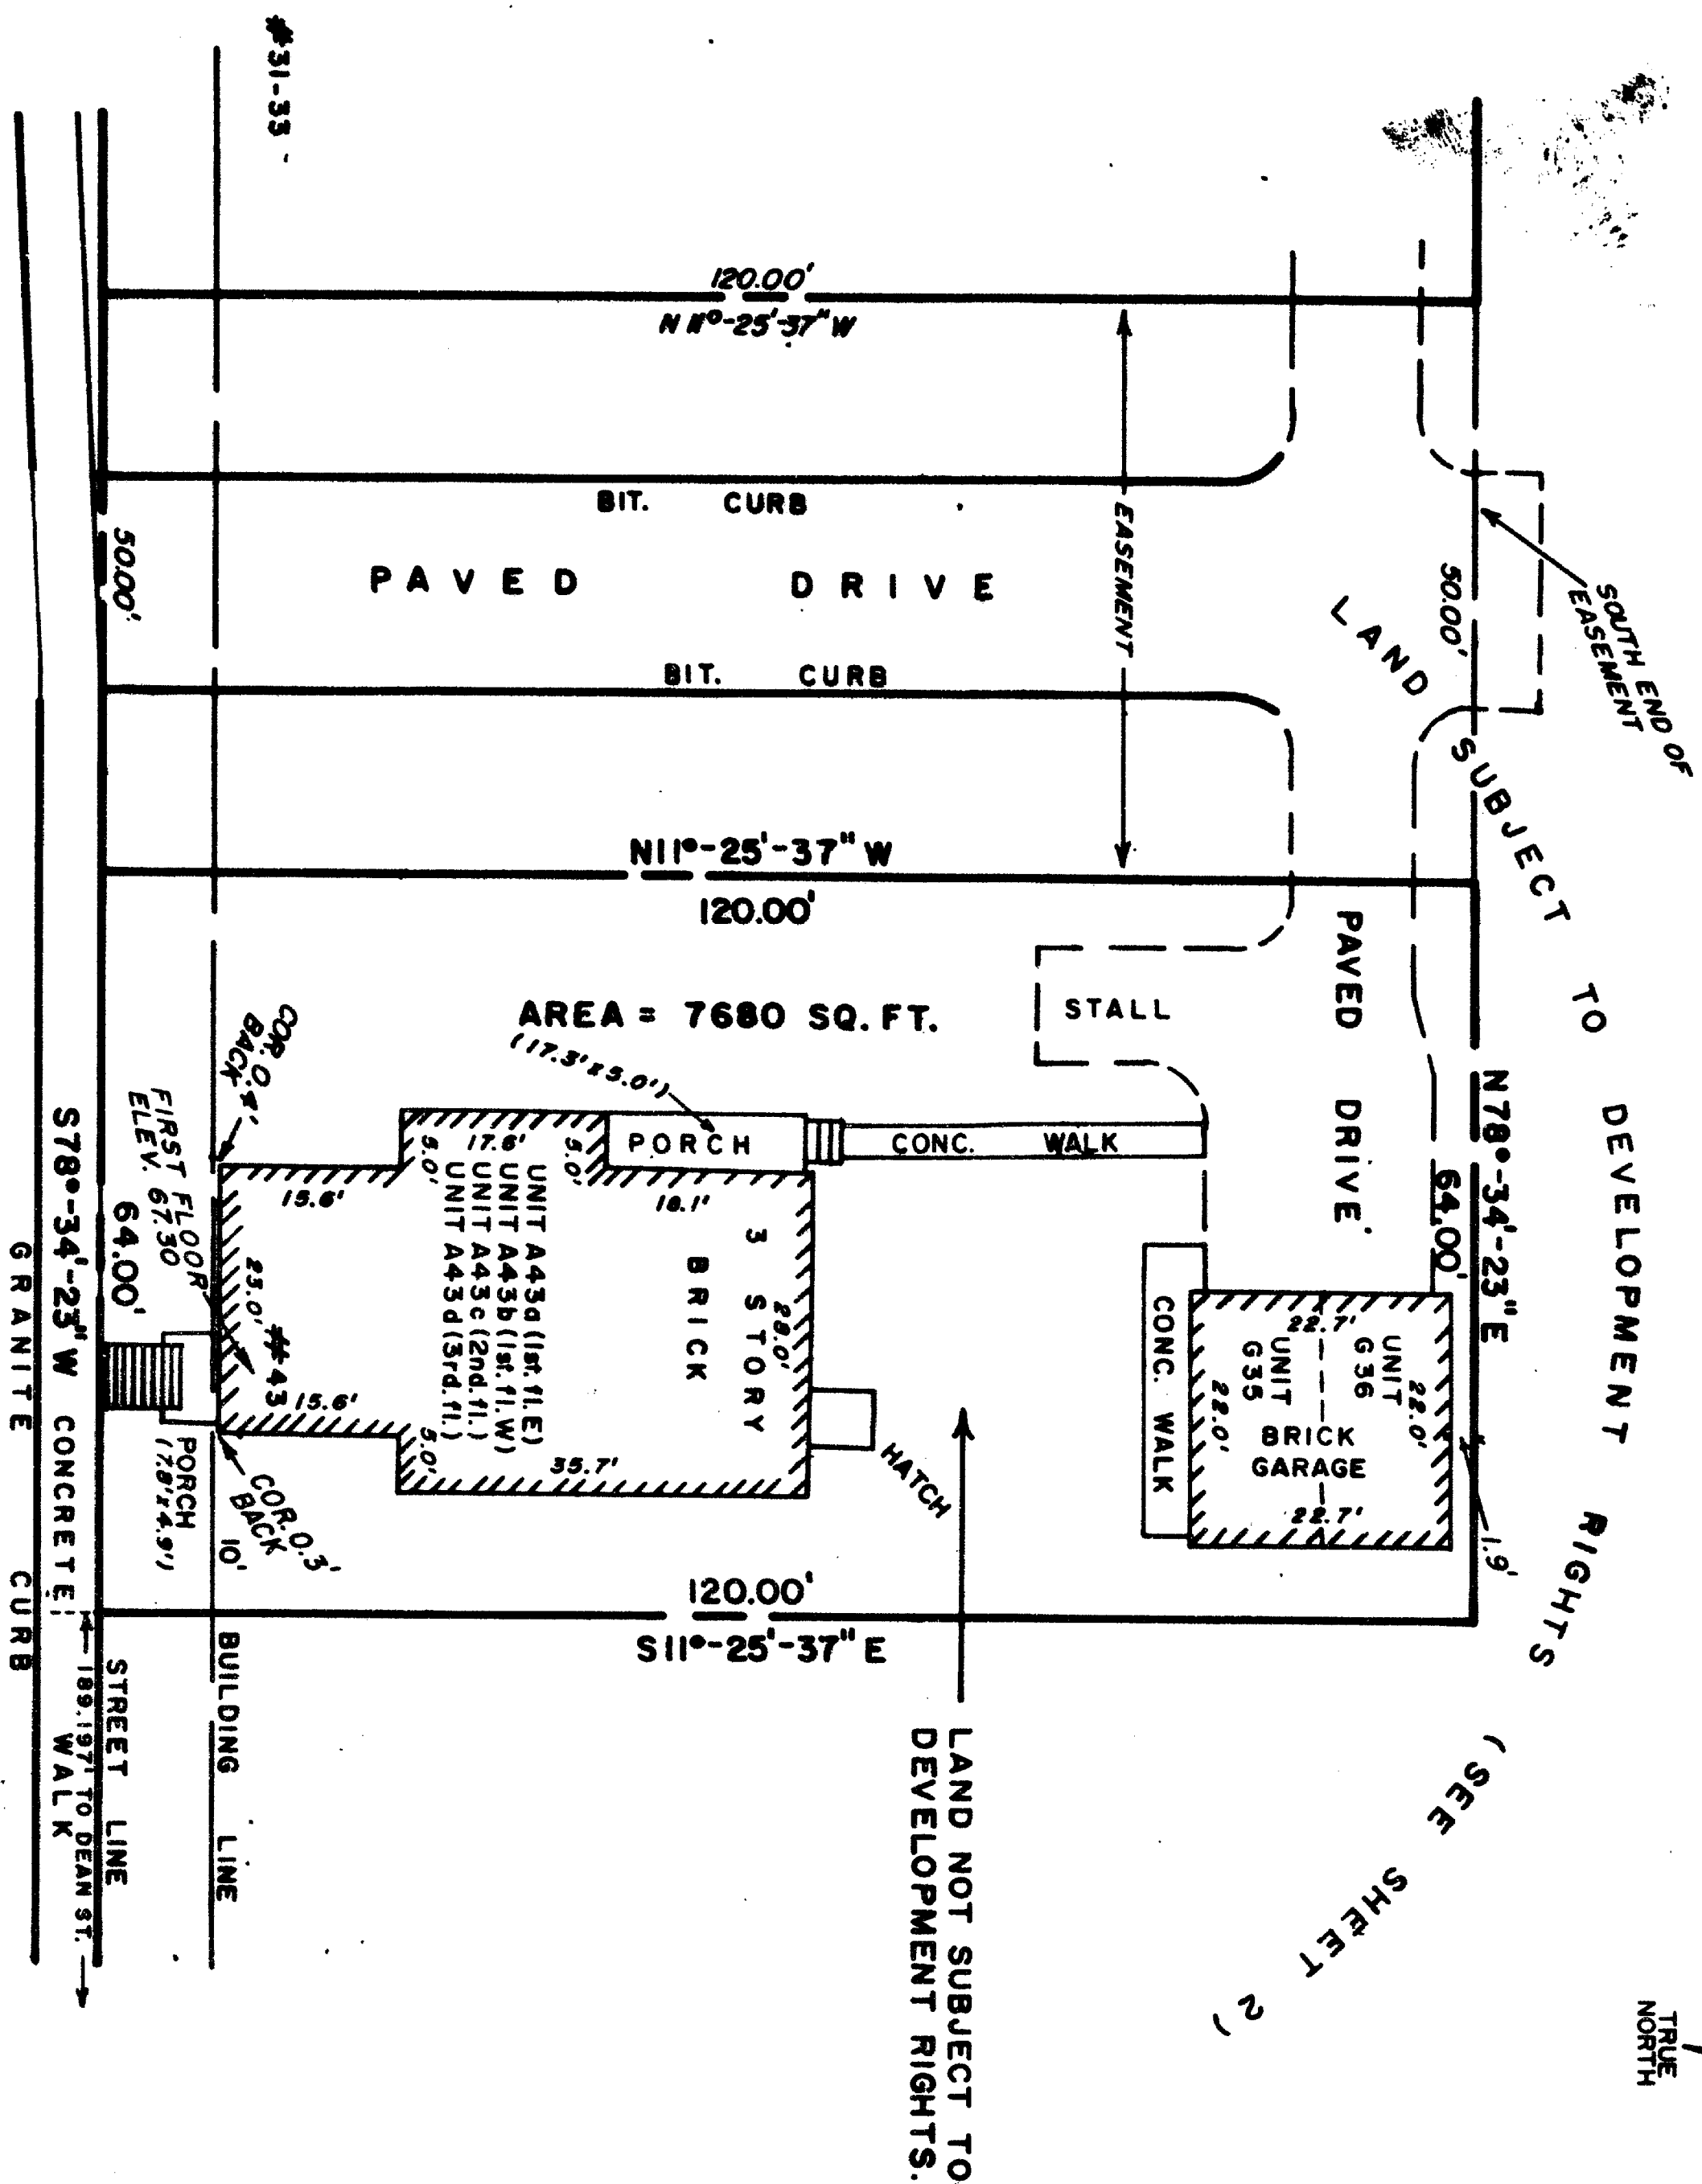 #31-33
120.00'
N 11°-25'-37" W
BIT. CURB
PAVED DRIVE
BIT. CURB
EASEMENT
50.00'
50.00'
SOUTH END OF
EASEMENT
LAND SUBJECT TO DEVELOPMENT RIGHTS (SEE SHEET 2)
N11°-25'-37" W
120.00'
AREA = 7680 SQ. FT.
(17.3' x 5.0')
STALL
PAVED DRIVE
N78°-34'-23" E
64.00'
COR. 0.4'
BACK
FIRST FLOOR
ELEV. 67.30
PORCH
CONC. WALK
17.6'
5.0'
5.0'
15.6'
18.1'
UNIT A43a (1st. fl. E)
UNIT A43b (1st. fl. W)
UNIT A43c (2nd. fl.)
UNIT A43d (3rd. fl.)
3 STORY
BRICK
28.0'
23.0'
#43
15.6'
5.0'
35.7'
HATCH
CONC. WALK
22.7'
UNIT
G 36
UNIT
G 35
22.0'
22.0'
BRICK
GARAGE
22.7'
1.9'
64.00'
S78°-34'-23" W
CONCRETE WALK
GRANITE CURB
PORCH
(7.8' x 4.9')
COR. 0.3'
BACK
10'
BUILDING LINE
STREET LINE
189.197' TO DEAN ST.
120.00'
S11°-25'-37" E
LAND NOT SUBJECT TO
DEVELOPMENT RIGHTS.
TRUE
NORTH